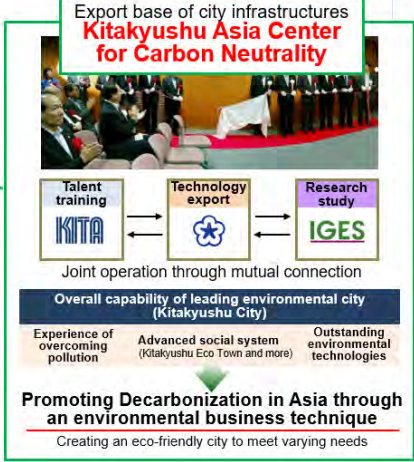 Export base of city infrastructures
Kitakyushu Asia Center
for Carbon Neutrality
Talent
training
KITA
Technology
export
Research
study
IGES
Joint operation through mutual connection
Overall capability of leading environmental city
(Kitakyushu City)
Experience of
overcoming
pollution
Advanced social system
(Kitakyushu Eco Town and more)
Outstanding
environmental
technologies
Promoting Decarbonization in Asia through
an environmental business technique
Creating an eco-friendly city to meet varying needs